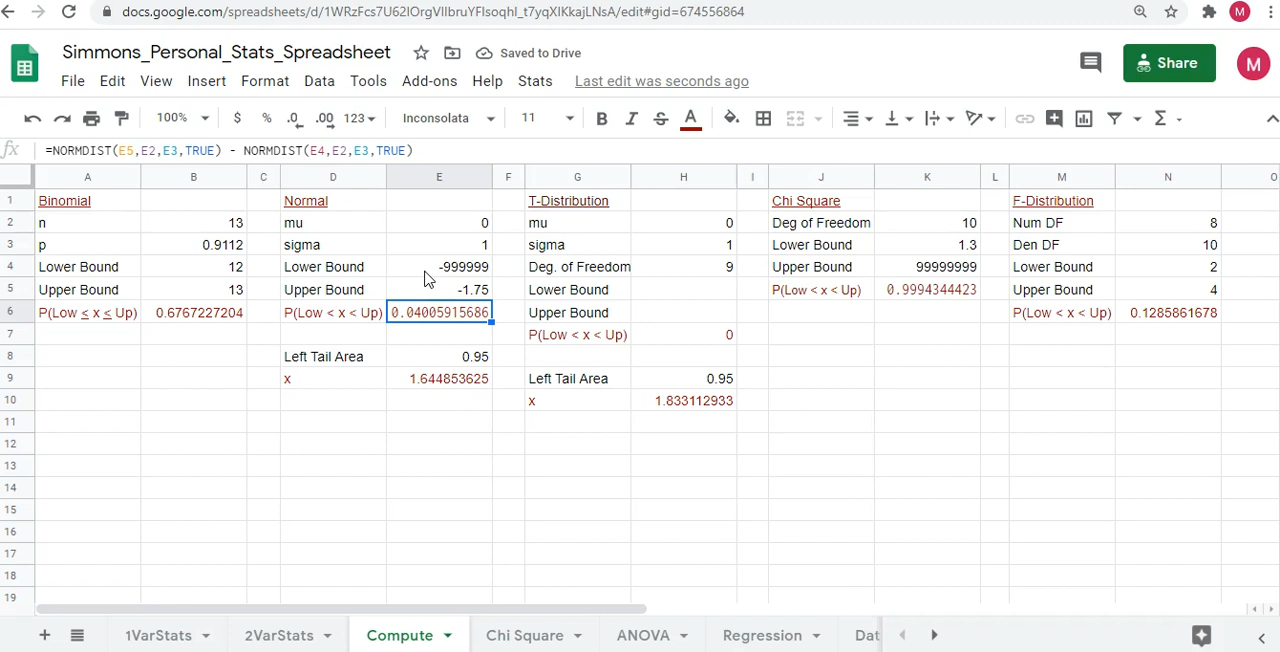 docs.google.com/spreadsheets/d/1WRzFcs7U62IOrgVIIbruYFIsoqhI_t7yqXIKkajLNsA/edit#gid=674556864
M
Simmons_Personal_Stats_Spreadsheet Saved to Drive
File Edit View Insert Format Data Tools Add-ons Help Stats Last edit was seconds ago
Share
M
100% $ % .0 .00 123 Inconsolata 11 B I S A Σ
fx =NORMDIST(E5,E2,E3,TRUE) - NORMDIST(E4,E2,E3,TRUE)
A B C D E F G H I J K L M N O
1 Binomial Normal T-Distribution Chi Square F-Distribution
2 n 13 mu 0 mu 0 Deg of Freedom 10 Num DF 8
3 p 0.9112 sigma 1 sigma 1 Lower Bound 1.3 Den DF 10
4 Lower Bound 12 Lower Bound -999999 Deg. of Freedom 9 Upper Bound 99999999 Lower Bound 2
5 Upper Bound 13 Upper Bound -1.75 Lower Bound P(Low < x < Up) 0.9994344423 Upper Bound 4
6 P(Low ≤ x ≤ Up) 0.6767227204 P(Low < x < Up) 0.04005915686 Upper Bound P(Low < x < Up) 0.1285861678
7 P(Low < x < Up) 0
8 Left Tail Area 0.95
9 x 1.644853625 Left Tail Area 0.95
10 x 1.833112933
11
12
13
14
15
16
17
18
19
1VarStats 2VarStats Compute Chi Square ANOVA Regression Dat